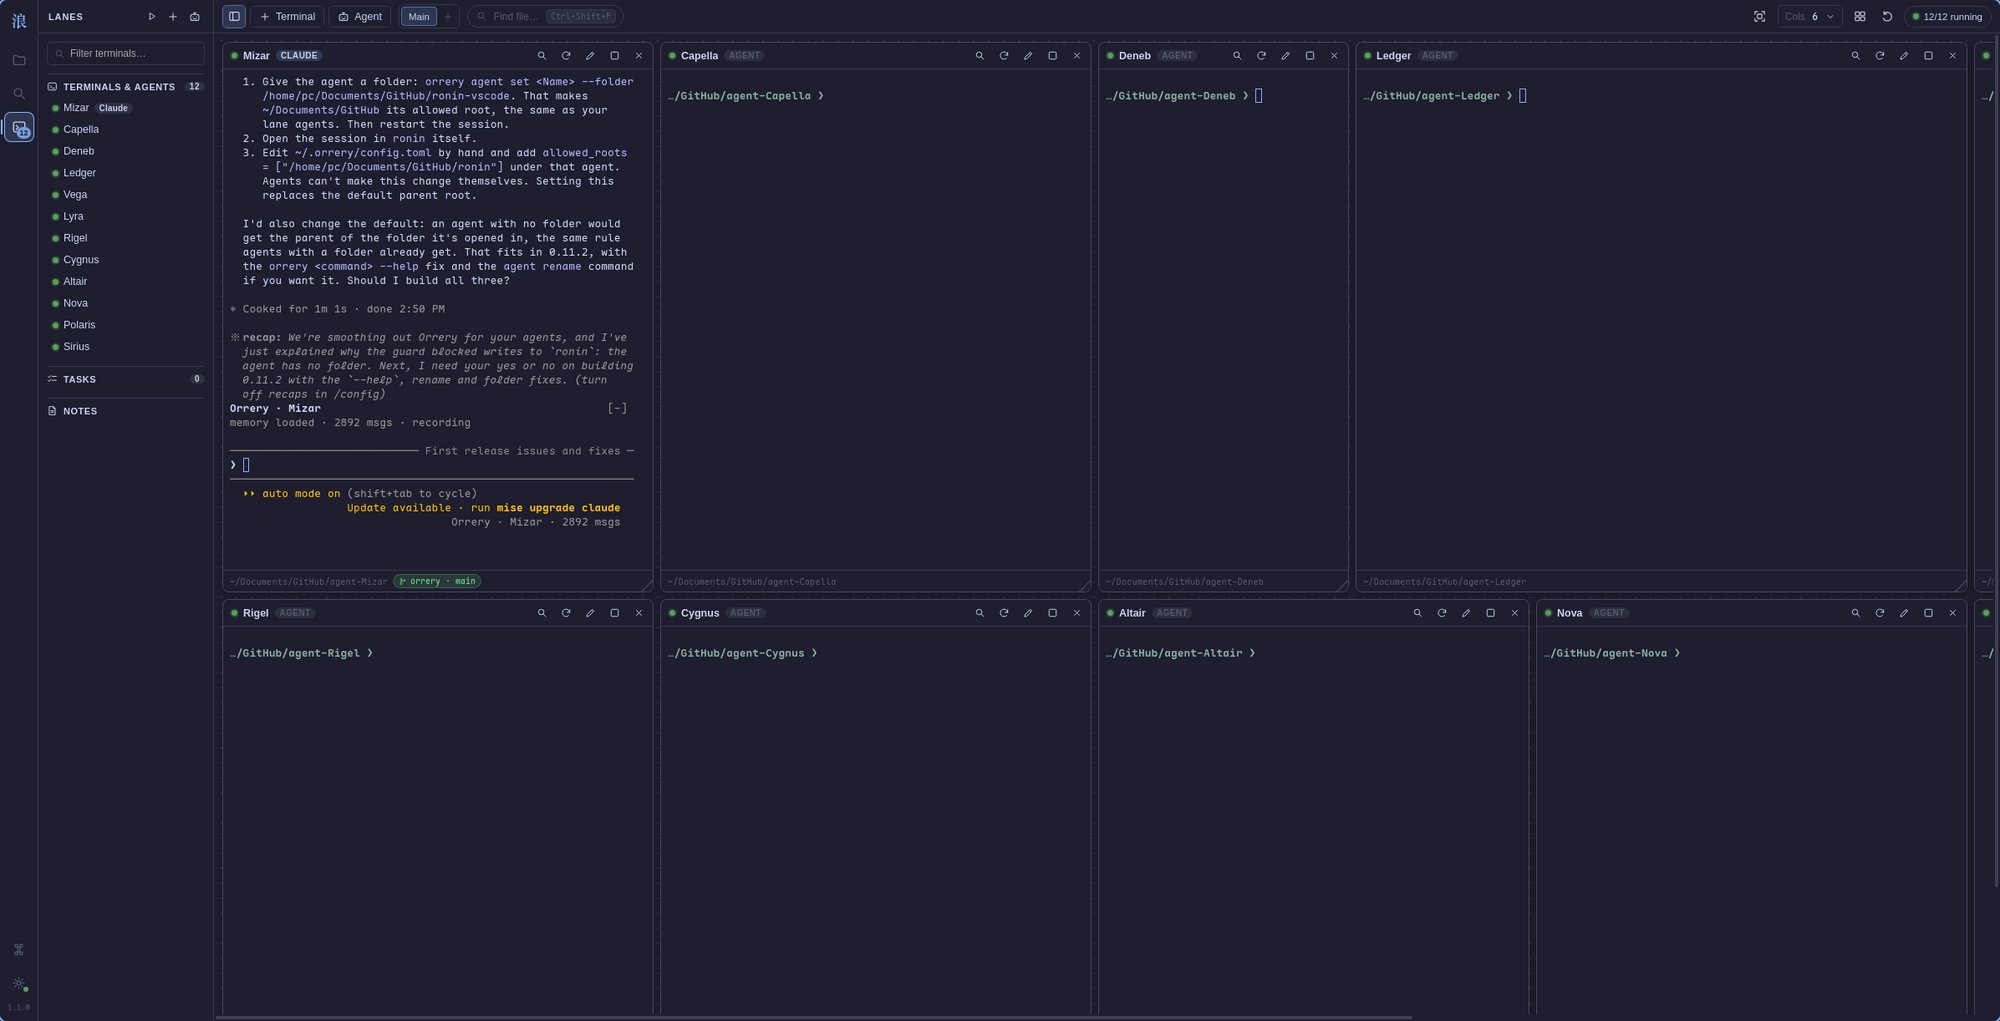 浪
LANES
Terminal
Agent
Main
+
Find file… Ctrl+Shift+P
Cols 6
12/12 running
Filter terminals…
TERMINALS & AGENTS 12
Mizar Claude
Capella
Deneb
Ledger
Vega
Lyra
Rigel
Cygnus
Altair
Nova
Polaris
Sirius
TASKS 0
NOTES
12
1.1.0
Mizar CLAUDE
1. Give the agent a folder: orrery agent set <Name> --folder
/home/pc/Documents/GitHub/ronin-vscode. That makes
~/Documents/GitHub its allowed root, the same as your
lane agents. Then restart the session.
2. Open the session in ronin itself.
3. Edit ~/.orrery/config.toml by hand and add allowed_roots
= ["/home/pc/Documents/GitHub/ronin"] under that agent.
Agents can't make this change themselves. Setting this
replaces the default parent root.
I'd also change the default: an agent with no folder would
get the parent of the folder it's opened in, the same rule
agents with a folder already get. That fits in 0.11.2, with
the orrery <command> --help fix and the agent rename command
if you want it. Should I build all three?
* Cooked for 1m 1s · done 2:50 PM
※ recap: We're smoothing out Orrery for your agents, and I've
just explained why the guard blocked writes to `ronin`: the
agent has no folder. Next, I need your yes or no on building
0.11.2 with the `--help`, rename and folder fixes. (turn
off recaps in /config)
Orrery · Mizar [-]
memory loaded · 2892 msgs · recording
First release issues and fixes
❯
auto mode on (shift+tab to cycle)
Update available · run mise upgrade claude
Orrery · Mizar · 2892 msgs
~/Documents/GitHub/agent-Mizar orrery · main
Capella AGENT
…/GitHub/agent-Capella ❯
~/Documents/GitHub/agent-Capella
Deneb AGENT
…/GitHub/agent-Deneb ❯
~/Documents/GitHub/agent-Deneb
Ledger AGENT
…/GitHub/agent-Ledger ❯
~/Documents/GitHub/agent-Ledger
…/
~/
Rigel AGENT
…/GitHub/agent-Rigel ❯
Cygnus AGENT
…/GitHub/agent-Cygnus ❯
Altair AGENT
…/GitHub/agent-Altair ❯
Nova AGENT
…/GitHub/agent-Nova ❯
…/